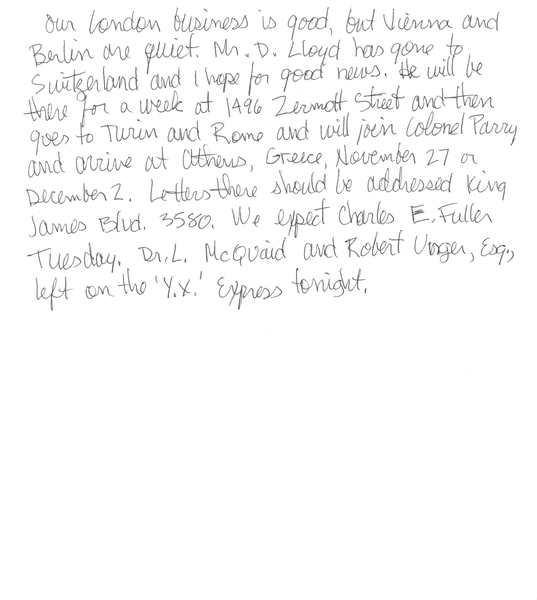 our London business is good, but Vienna and
Berlin are quiet. Mr. D. Lloyd has gone to
Switzerland and I hope for good news. He will be
there for a week at 1496 Zermott Street and then
goes to Turin and Rome and will join Colonel Parry
and arrive at Athens, Greece, November 27 or
December 2. Letters there should be addressed King
James Blvd. 3580. We expect Charles E. Fuller
Tuesday. Dr. L. McQuaid and Robert Unger, Esq.,
left on the 'Y.X.' Express tonight.